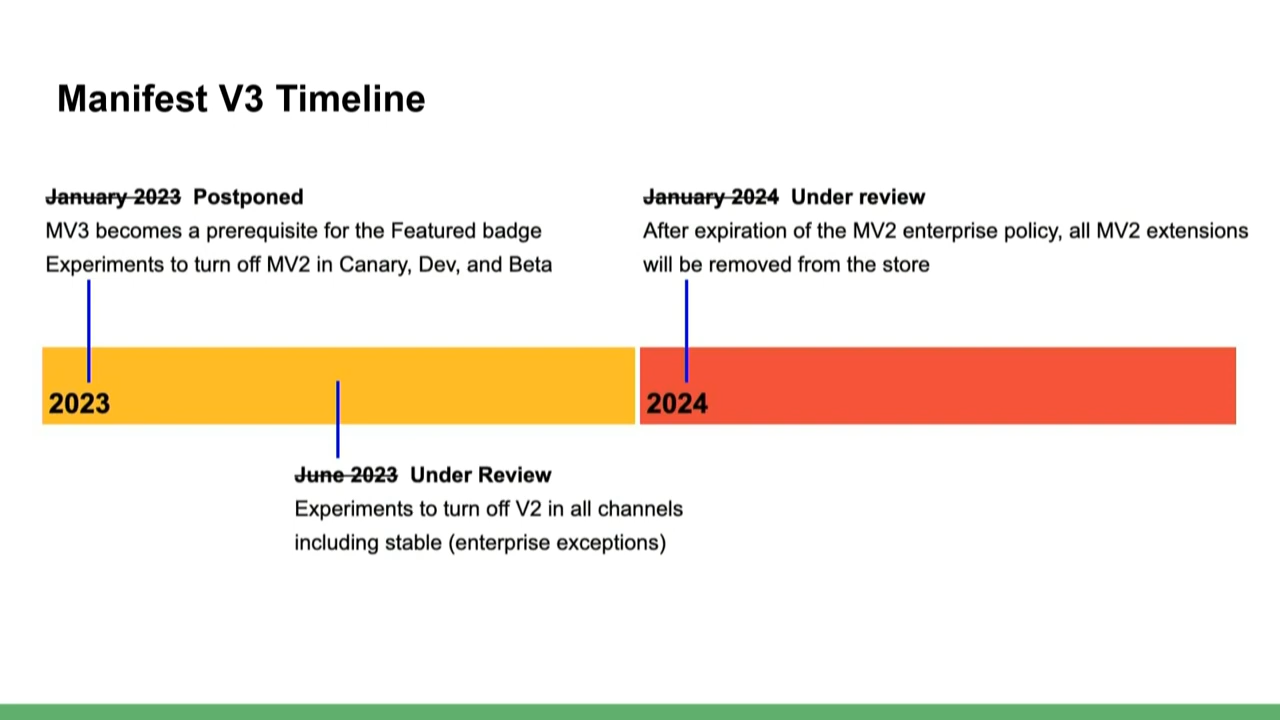 Manifest V3 Timeline
January 2023 Postponed
MV3 becomes a prerequisite for the Featured badge
Experiments to turn off MV2 in Canary, Dev, and Beta
January 2024 Under review
After expiration of the MV2 enterprise policy, all MV2 extensions
will be removed from the store
2023
2024
June 2023 Under Review
Experiments to turn off V2 in all channels
including stable (enterprise exceptions)